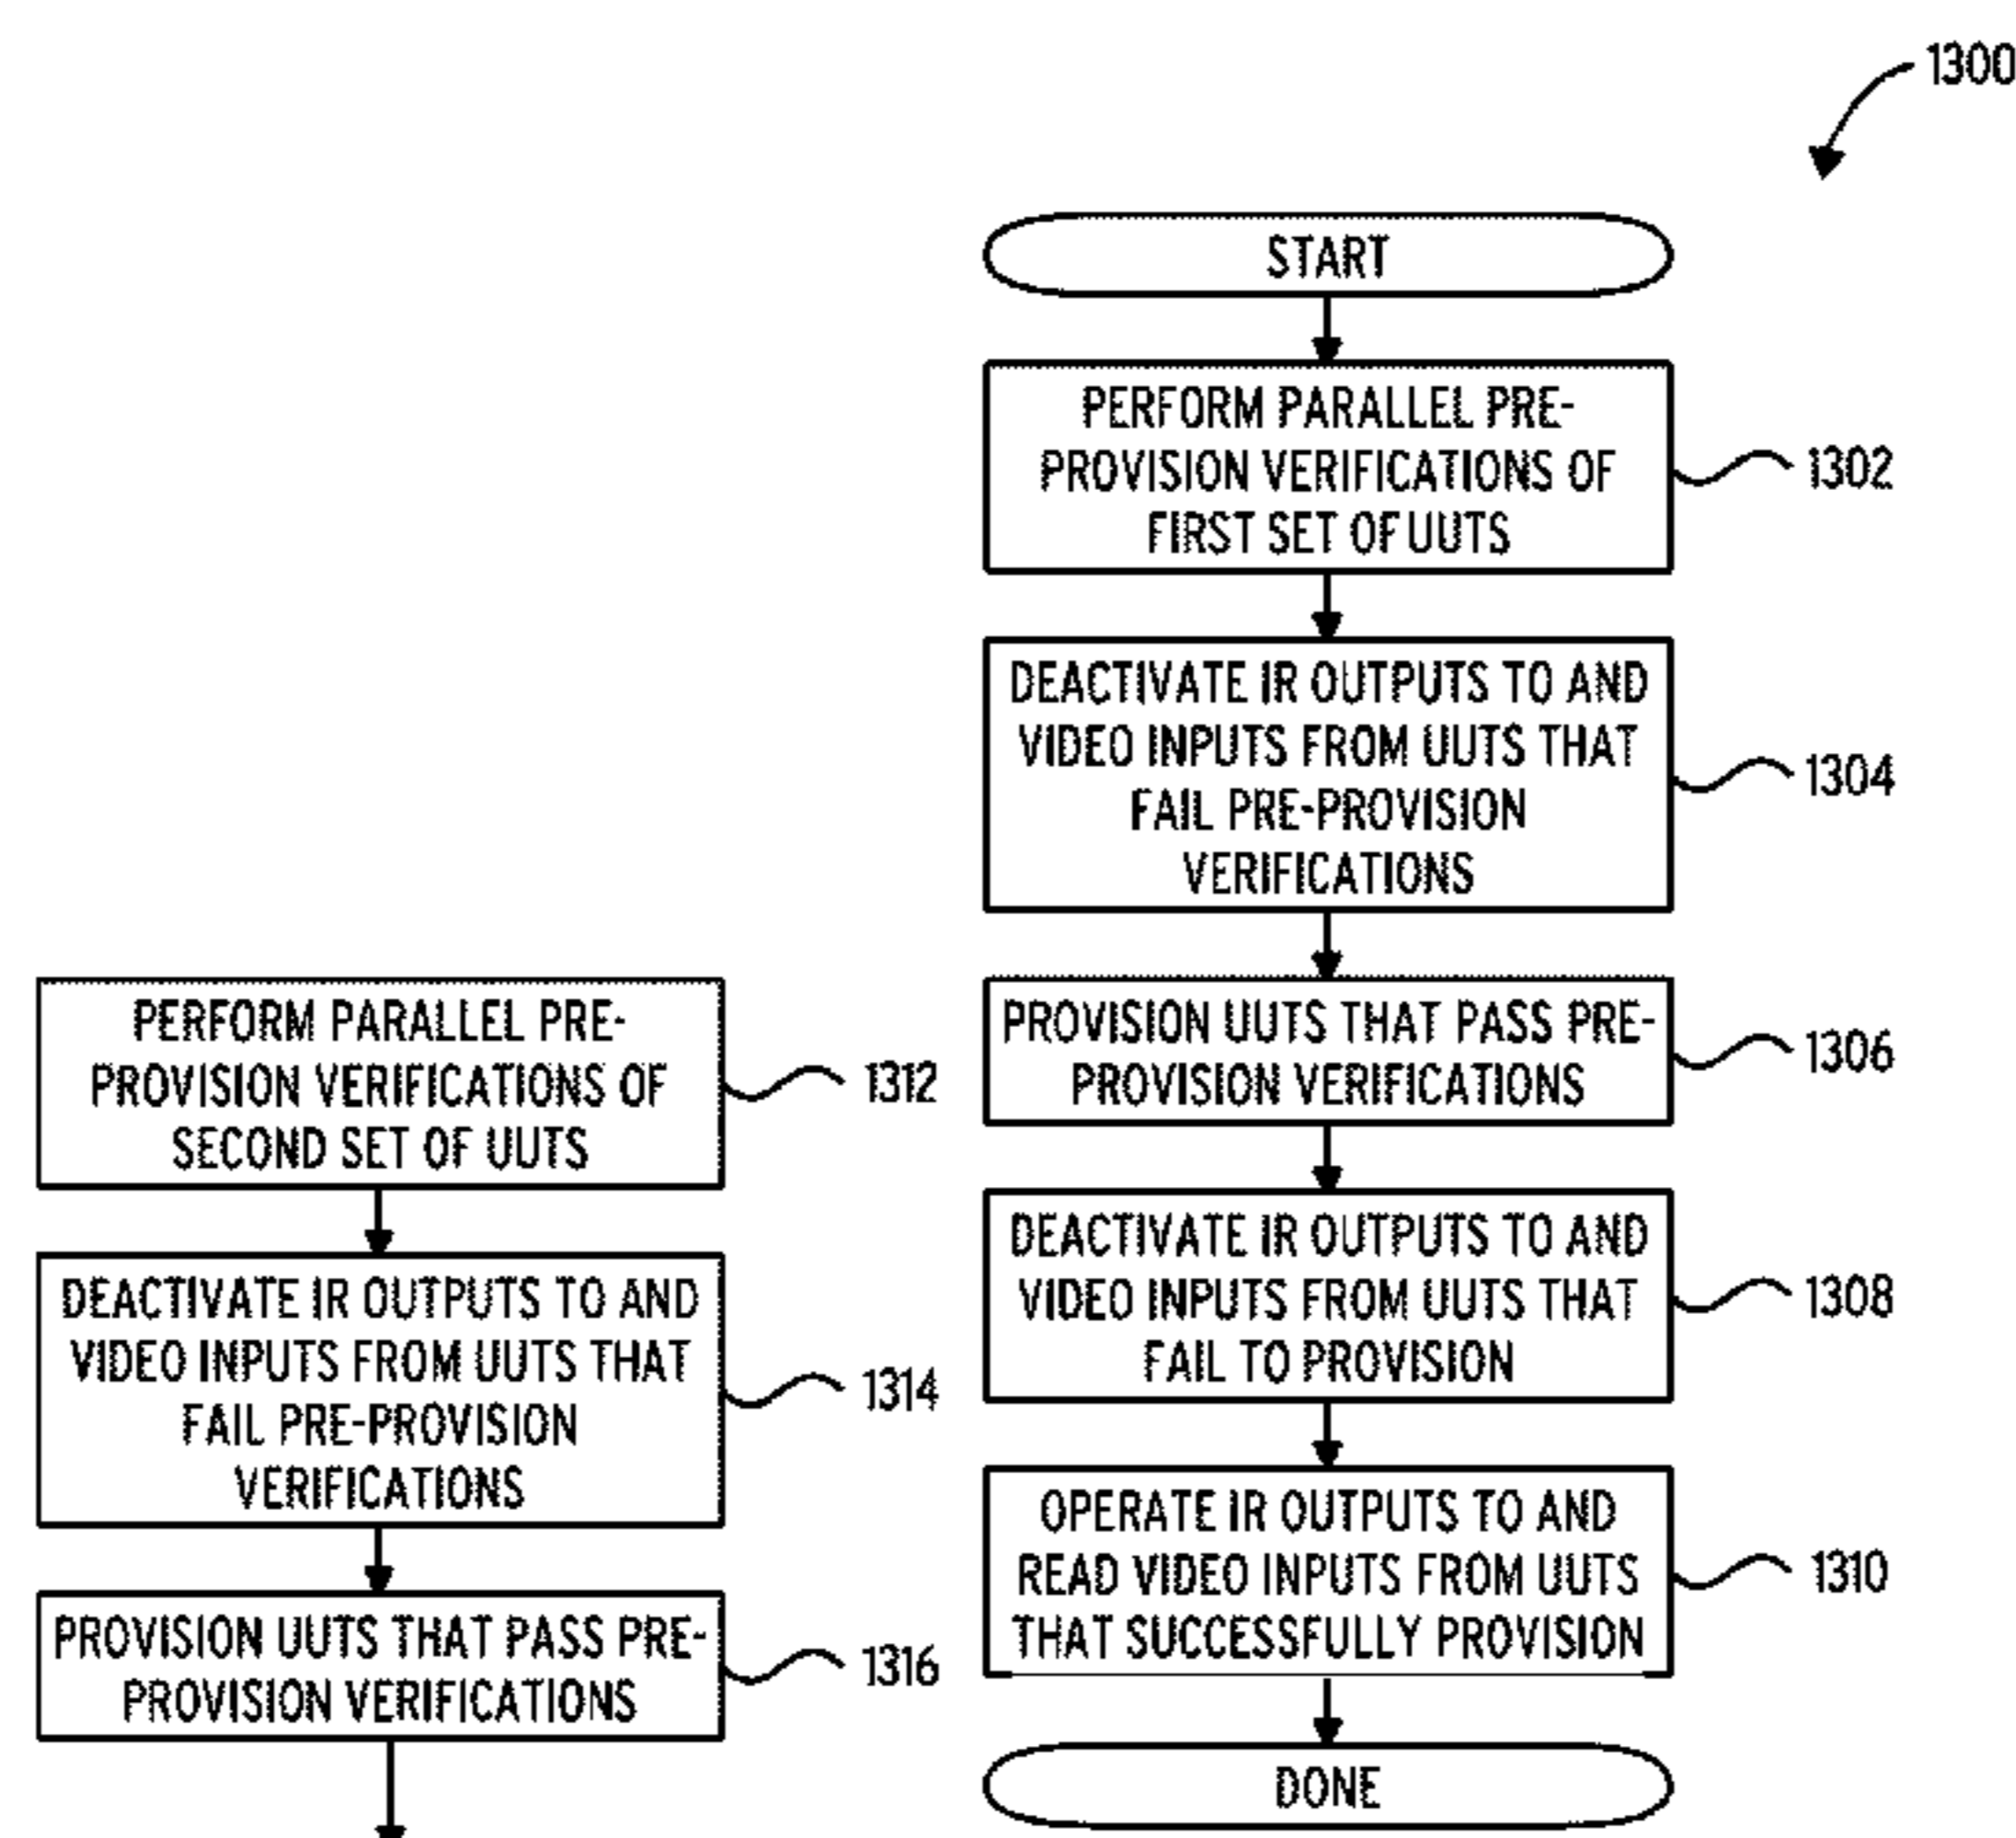 1300
START
PERFORM PARALLEL PRE-
PROVISION VERIFICATIONS OF
FIRST SET OF UUTS
1302
DEACTIVATE IR OUTPUTS TO AND
VIDEO INPUTS FROM UUTS THAT
FAIL PRE-PROVISION
VERIFICATIONS
1304
PROVISION UUTS THAT PASS PRE-
PROVISION VERIFICATIONS
1306
DEACTIVATE IR OUTPUTS TO AND
VIDEO INPUTS FROM UUTS THAT
FAIL TO PROVISION
1308
OPERATE IR OUTPUTS TO AND
READ VIDEO INPUTS FROM UUTS
THAT SUCCESSFULLY PROVISION
1310
DONE
PERFORM PARALLEL PRE-
PROVISION VERIFICATIONS OF
SECOND SET OF UUTS
1312
DEACTIVATE IR OUTPUTS TO AND
VIDEO INPUTS FROM UUTS THAT
FAIL PRE-PROVISION
VERIFICATIONS
1314
PROVISION UUTS THAT PASS PRE-
PROVISION VERIFICATIONS
1316